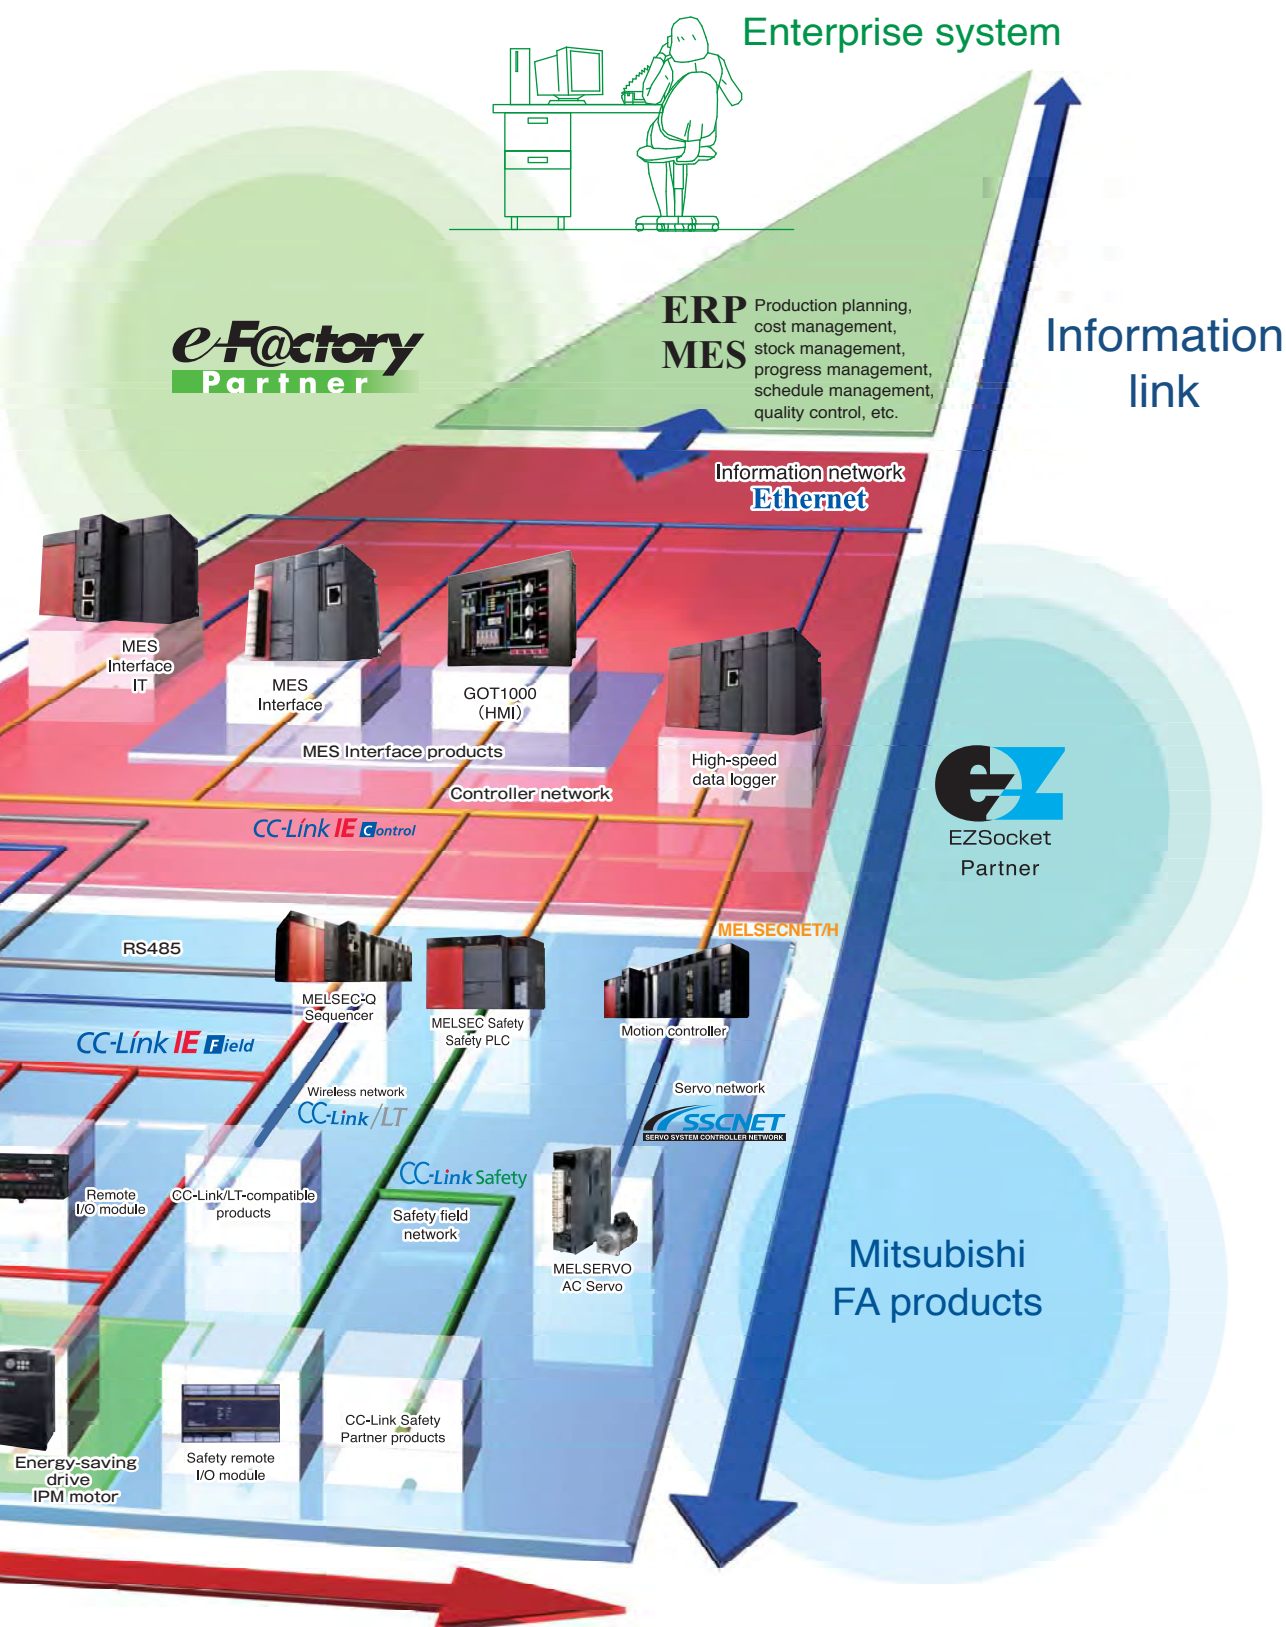 Enterprise system
ERP
MES
Production planning,
cost management,
stock management,
progress management,
schedule management,
quality control, etc.
Information
link
e-F@ctory
Partner
Information network
Ethernet
MES
Interface
IT
MES
Interface
GOT1000
(HMI)
MES Interface products
High-speed
data logger
Controller network
CC-Link IE Control
eZ
EZSocket
Partner
MELSECNET/H
RS485
MELSEC-Q
Sequencer
MELSEC Safety
Safety PLC
Motion controller
CC-Link IE Field
Wireless network
CC-Link/LT
Servo network
SSCNET
SERVO SYSTEM CONTROLLER NETWORK
CC-Link Safety
Remote
I/O module
CC-Link/LT-compatible
products
Safety field
network
MELSERVO
AC Servo
Mitsubishi
FA products
CC-Link Safety
Partner products
Energy-saving
drive
IPM motor
Safety remote
I/O module